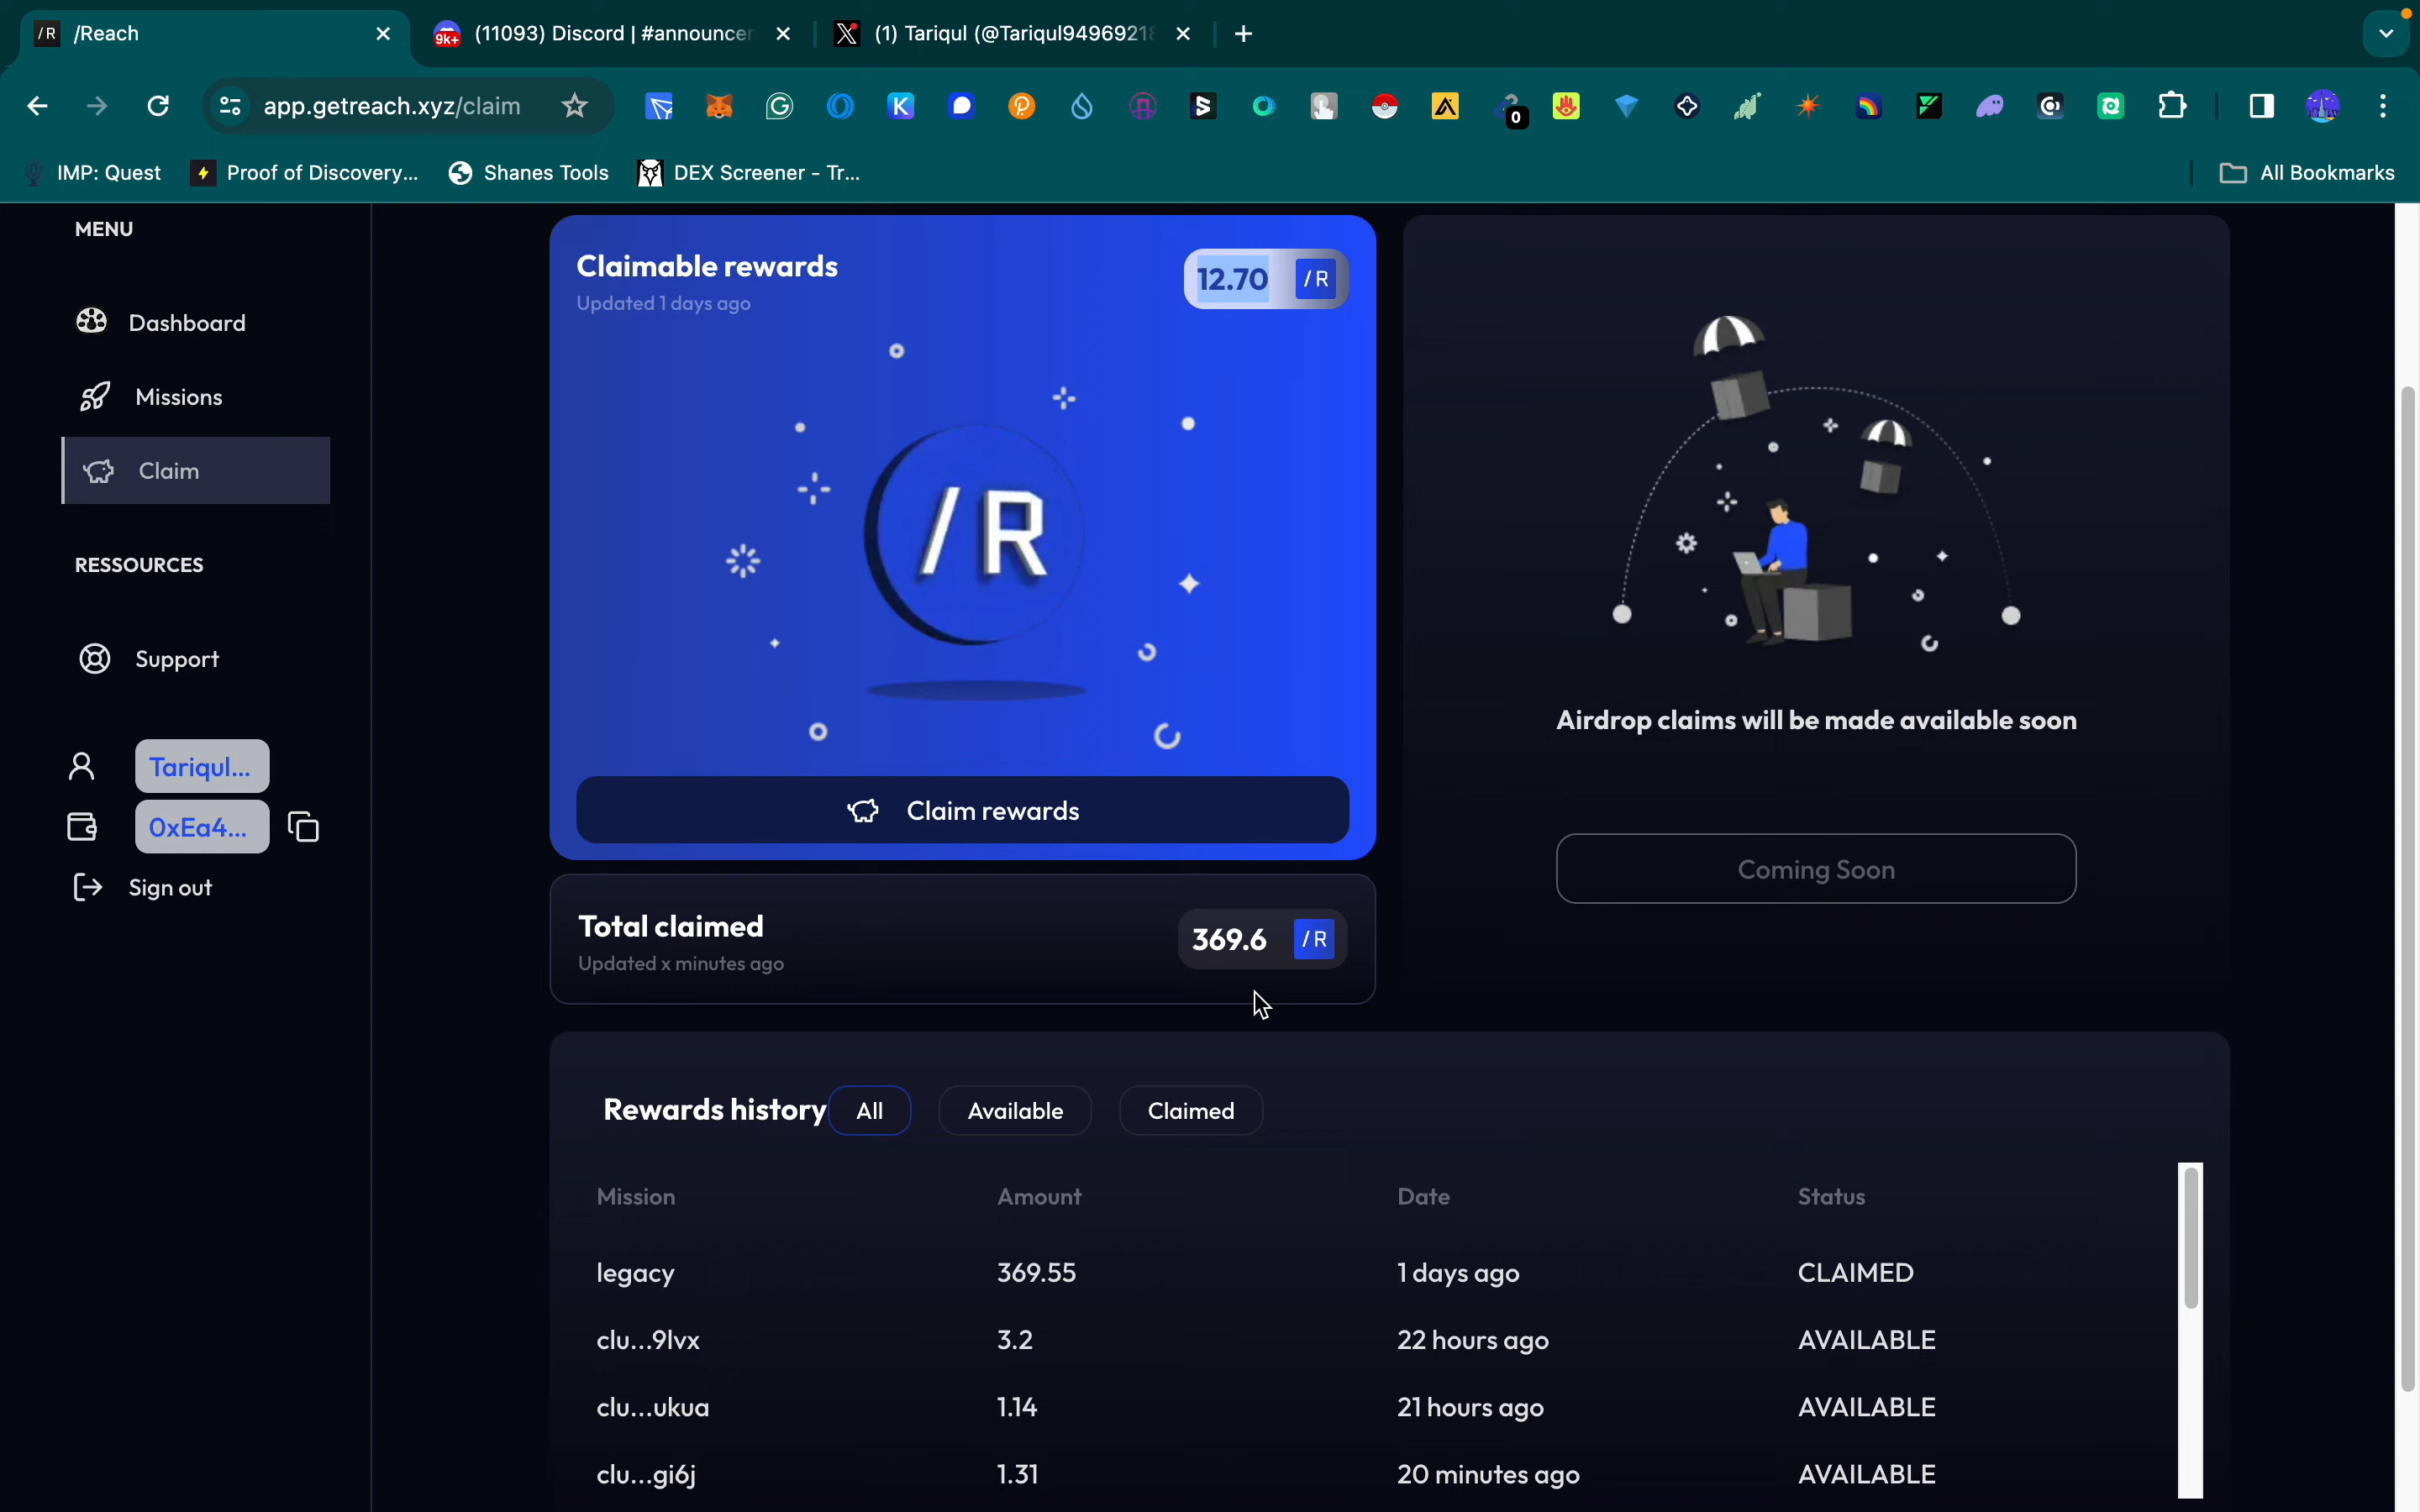 /R /Reach
9k+ (11093) Discord | #announcer
(1) Tariqul (@Tariqul9496921
app.getreach.xyz/claim
0
IMP: Quest
Proof of Discovery...
Shanes Tools
DEX Screener - Tr...
All Bookmarks
MENU
Dashboard
Missions
Claim
RESSOURCES
Support
Tariqul...
0xEa4...
Sign out
Claimable rewards
Updated 1 days ago
12.70 /R
/R
Claim rewards
Total claimed
Updated x minutes ago
369.6 /R
Airdrop claims will be made available soon
Coming Soon
Rewards history All Available Claimed
Mission Amount Date Status
legacy 369.55 1 days ago CLAIMED
clu...9lvx 3.2 22 hours ago AVAILABLE
clu...ukua 1.14 21 hours ago AVAILABLE
clu...gi6j 1.31 20 minutes ago AVAILABLE